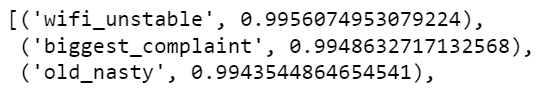 [('wifi_unstable', 0.9956074953079224),
('biggest_complaint', 0.9948632717132568),
('old_nasty', 0.9943544864654541),